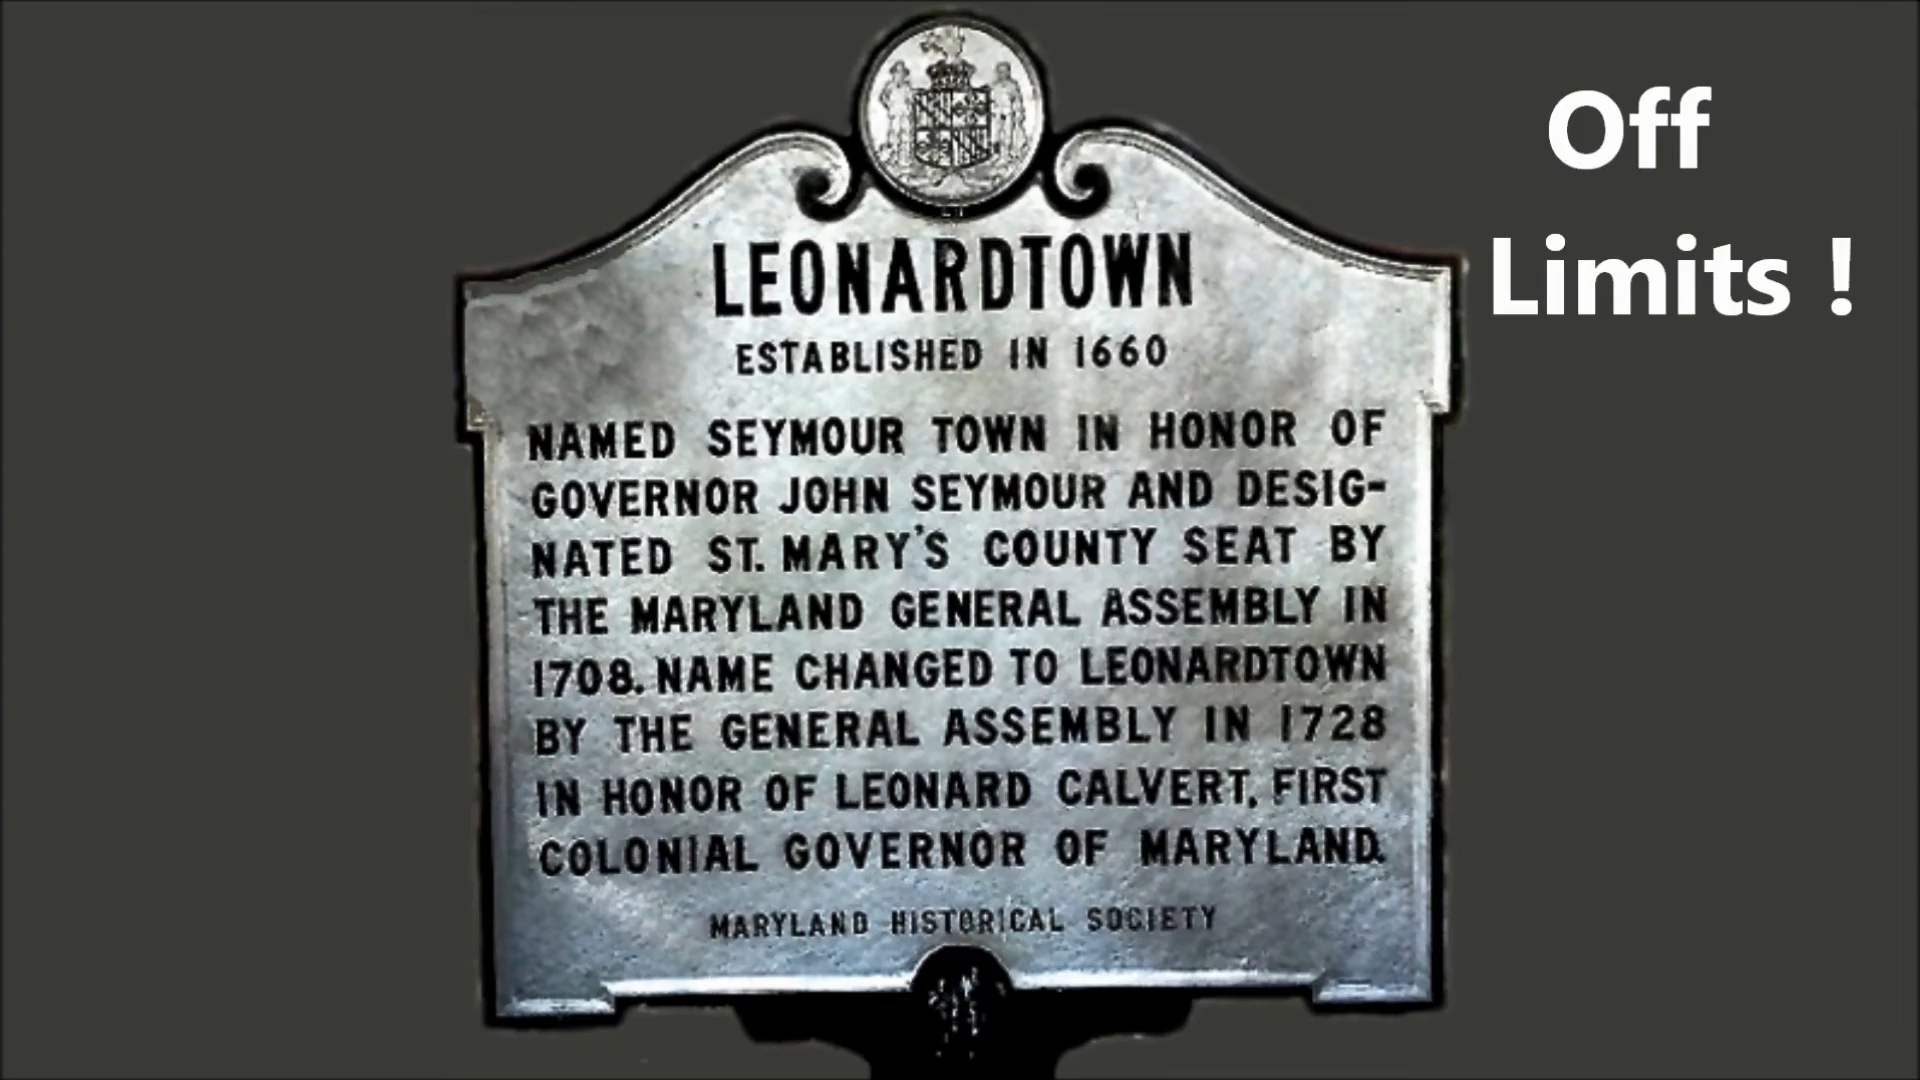 LEONARDTOWN
ESTABLISHED IN 1660
NAMED SEYMOUR TOWN IN HONOR OF
GOVERNOR JOHN SEYMOUR AND DESIG-
NATED ST. MARY'S COUNTY SEAT BY
THE MARYLAND GENERAL ASSEMBLY IN
1708. NAME CHANGED TO LEONARDTOWN
BY THE GENERAL ASSEMBLY IN 1728
IN HONOR OF LEONARD CALVERT, FIRST
COLONIAL GOVERNOR OF MARYLAND.
MARYLAND HISTORICAL SOCIETY
Off
Limits !